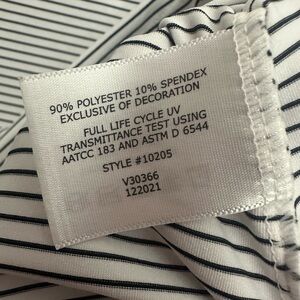 90% POLYESTER 10% SPENDEX
EXCLUSIVE OF DECORATION
FULL LIFE CYCLE UV
TRANSMITTANCE TEST USING
AATCC 183 AND ASTM D 6544
STYLE #10205
V30366
122021